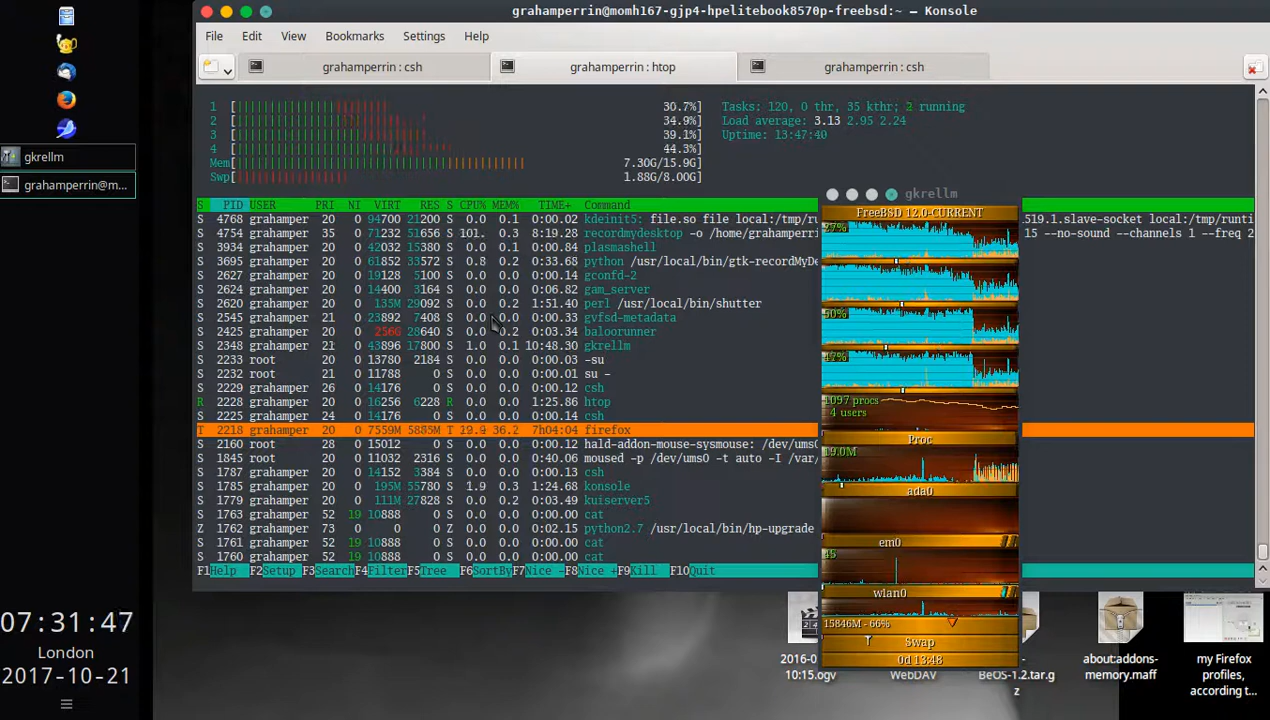 grahamperrin@momh167-gjp4-hpelitebook8570p-freebsd:~ — Konsole
File Edit View Bookmarks Settings Help
grahamperrin : csh
grahamperrin : htop
grahamperrin : csh
gkrellm
grahamperrin@m...
1 [ 30.7%] Tasks: 120, 0 thr, 35 kthr; 2 running
2 [ 34.9%] Load average: 3.13 2.95 2.24
3 [ 39.1%] Uptime: 13:47:40
4 [ 44.3%]
Mem[ 7.30G/15.9G]
Swp[ 1.88G/8.00G]
S PID USER PRI NI VIRT RES S CPU% MEM% TIME+ Command
S 4768 grahamper 20 0 94700 21200 S 0.0 0.1 0:00.02 kdeinit5: file.so file local:/tmp/ru .519.1.slave-socket local:/tmp/runti
S 4754 grahamper 35 0 71232 51656 S 101. 0.3 8:19.28 recordmydesktop -o /home/grahamperri 15 --no-sound --channels 1 --freq 2
S 3934 grahamper 20 0 42032 15380 S 0.0 0.1 0:00.84 plasmashell
S 3695 grahamper 20 0 61852 33572 S 0.8 0.2 0:33.68 python /usr/local/bin/gtk-recordMyDe
S 2627 grahamper 20 0 19128 5100 S 0.0 0.0 0:00.14 gconfd-2
S 2624 grahamper 20 0 14400 3164 S 0.0 0.0 0:06.82 gam_server
S 2620 grahamper 20 0 135M 29092 S 0.0 0.2 1:51.40 perl /usr/local/bin/shutter
S 2545 grahamper 21 0 23892 7408 S 0.0 0.0 0:00.33 gvfsd-metadata
S 2425 grahamper 20 0 256G 28640 S 0.0 0.2 0:03.34 baloorunner
S 2348 grahamper 21 0 43896 17800 S 1.0 0.1 10:48.30 gkrellm
S 2233 root 20 0 13780 2184 S 0.0 0.0 0:00.03 -su
S 2232 root 21 0 11788 0 S 0.0 0.0 0:00.01 su -
S 2229 grahamper 26 0 14176 0 S 0.0 0.0 0:00.12 csh
R 2228 grahamper 20 0 16256 6228 R 0.0 0.0 1:25.86 htop
S 2225 grahamper 24 0 14176 0 S 0.0 0.0 0:00.14 csh
T 2218 grahamper 20 0 7559M 5885M T 19.4 36.2 7h04:04 firefox
S 2160 root 28 0 15012 0 S 0.0 0.0 0:00.03 hald-addon-mouse-sysmouse: /dev/ums0
S 1845 root 20 0 11032 2316 S 0.0 0.0 0:40.06 moused -p /dev/ums0 -t auto -I /var/
S 1787 grahamper 20 0 14152 3384 S 0.0 0.0 0:00.13 csh
S 1785 grahamper 20 0 195M 55780 S 1.9 0.3 1:24.68 konsole
S 1779 grahamper 20 0 111M 27828 S 0.0 0.2 0:03.49 kuiserver5
S 1763 grahamper 52 19 10888 0 S 0.0 0.0 0:00.00 cat
Z 1762 grahamper 73 0 0 0 Z 0.0 0.0 0:02.15 python2.7 /usr/local/bin/hp-upgrade
S 1761 grahamper 52 19 10888 0 S 0.0 0.0 0:00.00 cat
S 1760 grahamper 52 19 10888 0 S 0.0 0.0 0:00.00 cat
F1Help F2Setup F3SearchF4FilterF5Tree F6SortByF7Nice -F8Nice +F9Kill F10Quit
gkrellm
FreeBSD 12.0-CURRENT
50%
47%
1097 procs
4 users
Proc
19.0M
ada0
em0
45
wlan0
15846M - 66%
Swap
0d 13:48
07:31:47
London
2017-10-21
2016-0
10:15.ogv
WebDAV
BeOS-1.2.tar.g
z
about:addons-
memory.maff
my Firefox
profiles,
according t...